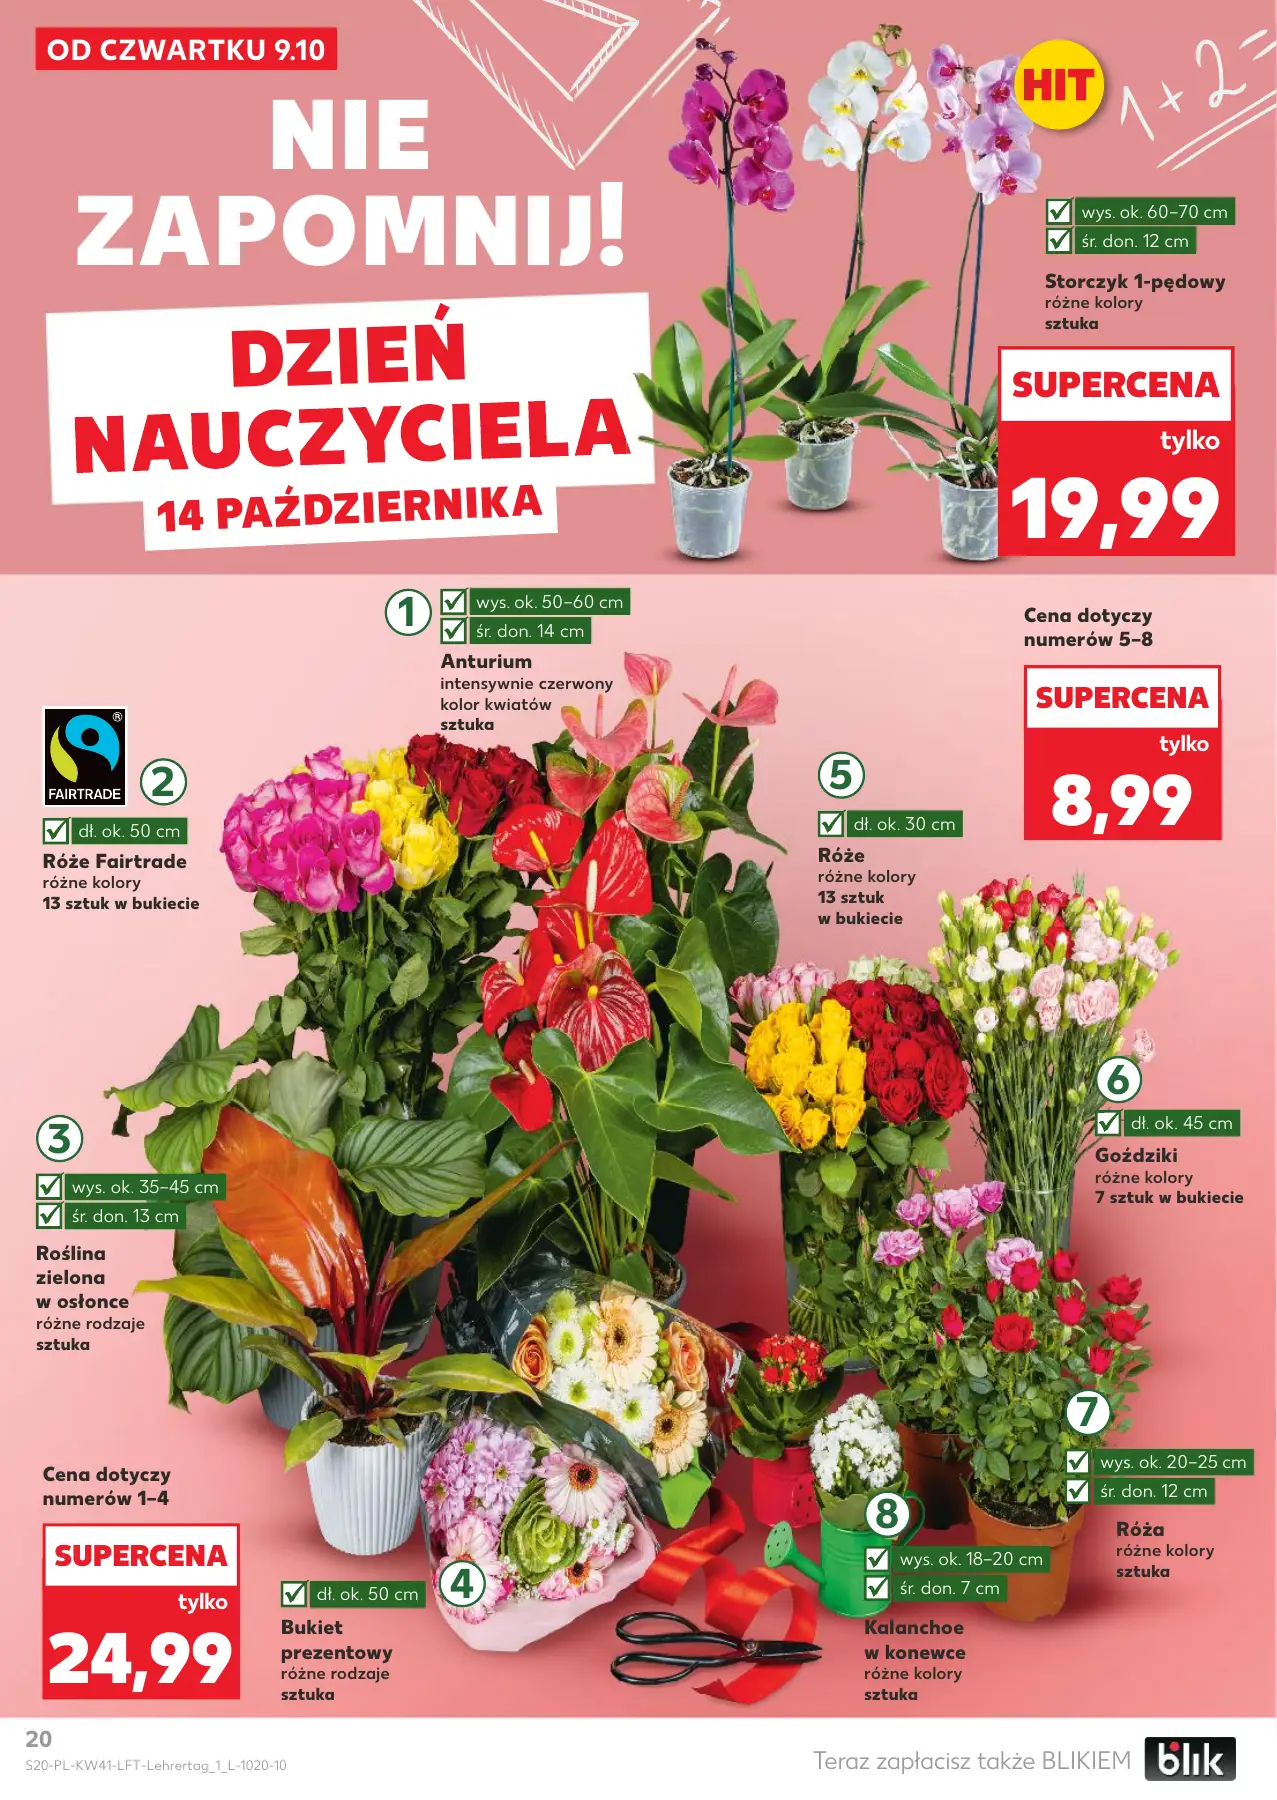 OD CZWARTKU 9.10
NIE
ZAPOMNIJ!
DZIEŃ
NAUCZYCIELA
14 PAŹDZIERNIKA
HIT
1 + 2 =
wys. ok. 60–70 cm
śr. don. 12 cm
Storczyk 1-pędowy
różne kolory
sztuka
SUPERCENA
tylko
19,99
1
wys. ok. 50–60 cm
śr. don. 14 cm
Anturium
intensywnie czerwony
kolor kwiatów
sztuka
Cena dotyczy
numerów 5–8
SUPERCENA
tylko
8,99
FAIRTRADE
®
2
dł. ok. 50 cm
Róże Fairtrade
różne kolory
13 sztuk w bukiecie
5
dł. ok. 30 cm
Róże
różne kolory
13 sztuk
w bukiecie
6
dł. ok. 45 cm
Goździki
różne kolory
7 sztuk w bukiecie
3
wys. ok. 35–45 cm
śr. don. 13 cm
Roślina
zielona
w osłonce
różne rodzaje
sztuka
7
wys. ok. 20–25 cm
śr. don. 12 cm
Róża
różne kolory
sztuka
Cena dotyczy
numerów 1–4
SUPERCENA
tylko
24,99
4
dł. ok. 50 cm
Bukiet
prezentowy
różne rodzaje
sztuka
8
wys. ok. 18–20 cm
śr. don. 7 cm
Kalanchoe
w konewce
różne kolory
sztuka
20
S20-PL-KW41-LFT-Lehrertag_1_L-1020-10
Teraz zapłacisz także BLIKIEM
blik